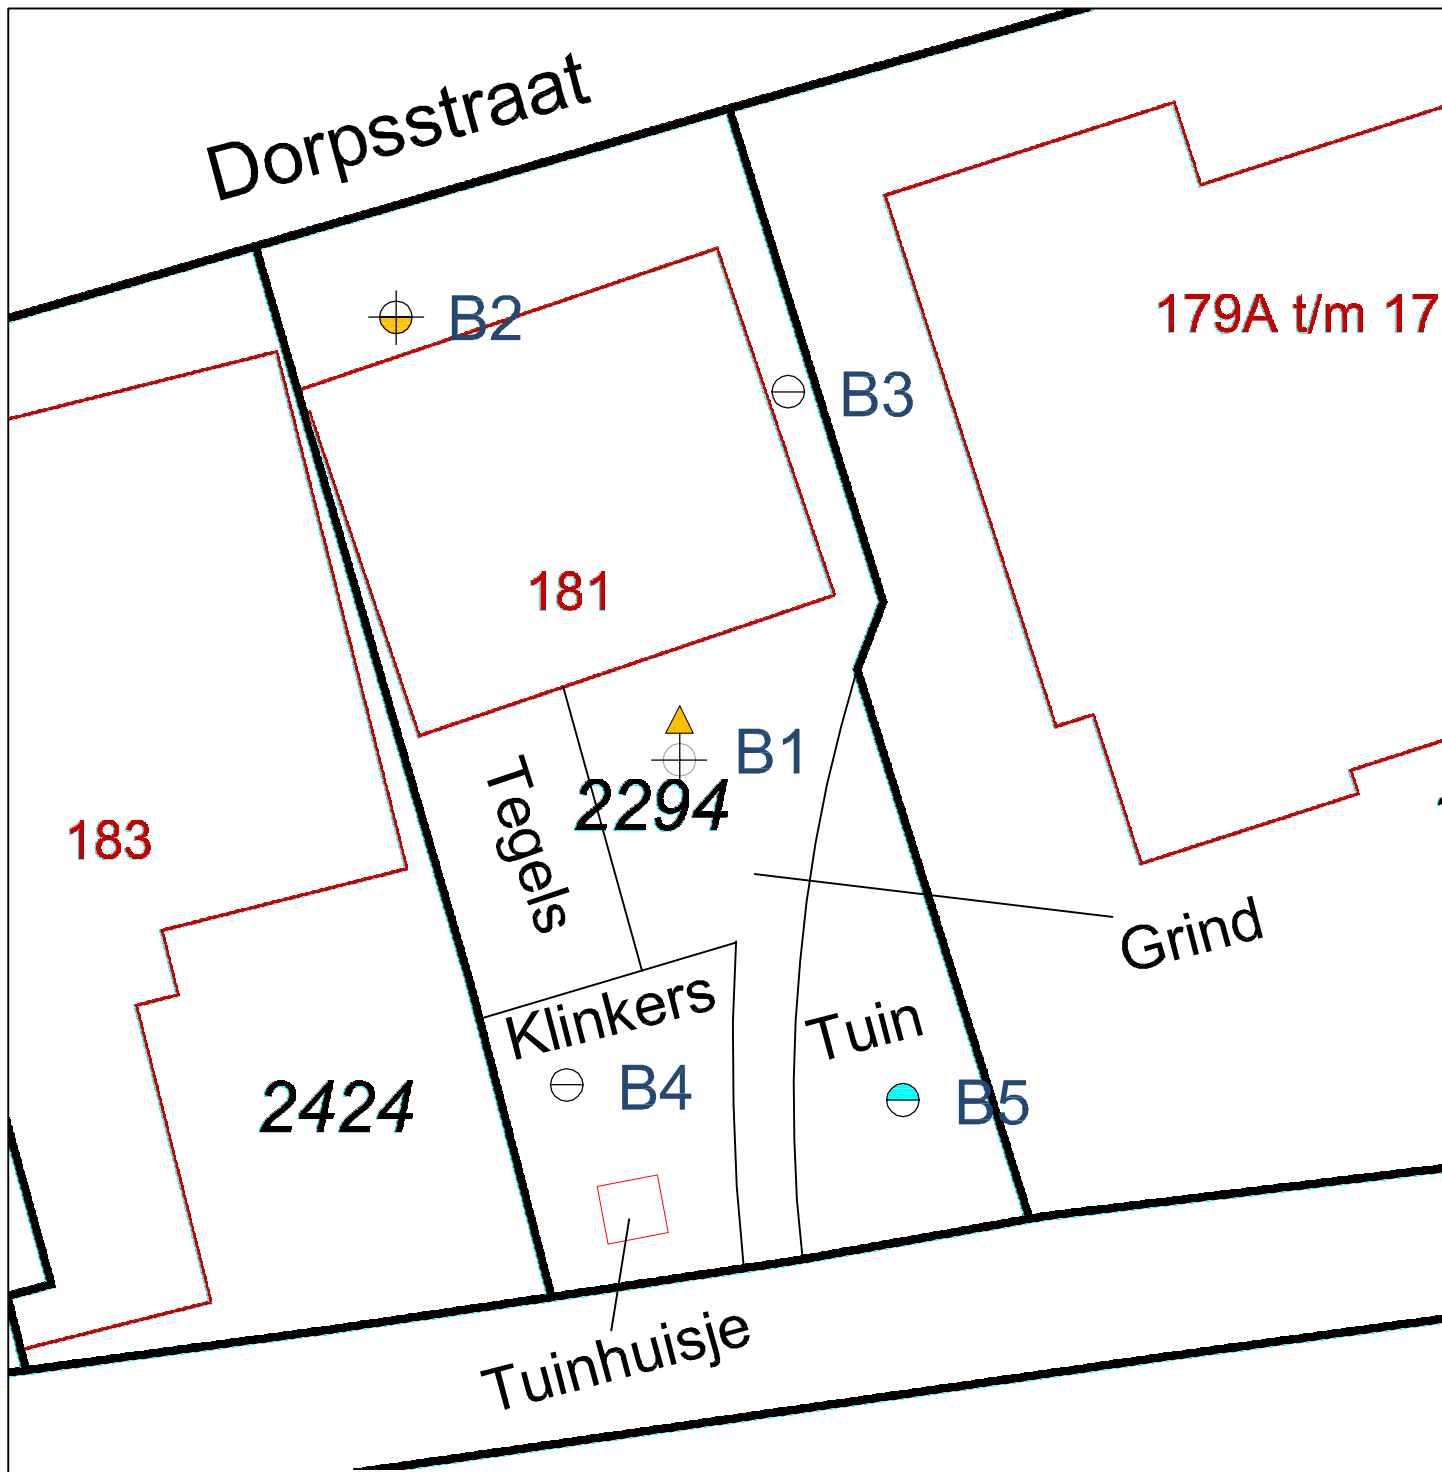 Dorpsstraat
B2
179A t/m 17
B3
181
B1
Tegels
2294
183
Grind
Klinkers
Tuin
B4
2424
B5
Tuinhuisje